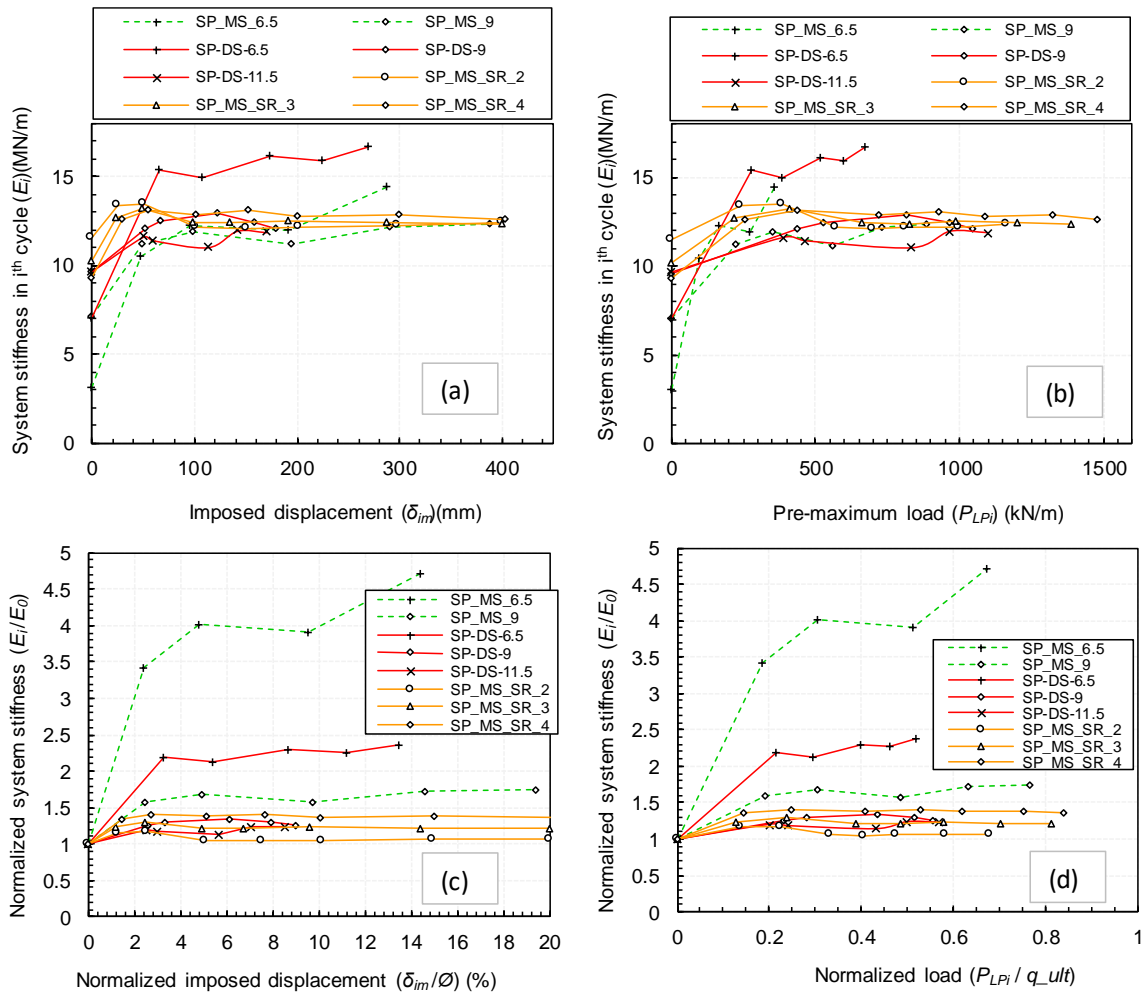 SP_MS_6.5 SP_MS_9
SP-DS-6.5 SP-DS-9
SP-DS-11.5 SP_MS_SR_2
SP_MS_SR_3 SP_MS_SR_4
System stiffness in iᵗʰ cycle (Eᵢ)(MN/m)
15
10
5
0
0 100 200 300 400
(a)
Imposed displacement (δim)(mm)
SP_MS_6.5 SP_MS_9
SP-DS-6.5 SP-DS-9
SP-DS-11.5 SP_MS_SR_2
SP_MS_SR_3 SP_MS_SR_4
System stiffness in iᵗʰ cycle (Eᵢ)(MN/m)
15
10
5
0
0 500 1000 1500
(b)
Pre-maximum load (PLPi) (kN/m)
Normalized system stiffness (Ei/E0)
5
4.5
4
3.5
3
2.5
2
1.5
1
0.5
0
0 2 4 6 8 10 12 14 16 18 20
SP_MS_6.5
SP_MS_9
SP-DS-6.5
SP-DS-9
SP-DS-11.5
SP_MS_SR_2
SP_MS_SR_3
SP_MS_SR_4
(c)
Normalized imposed displacement (δim/Ø) (%)
Normalized system stiffness (Ei/E0)
5
4.5
4
3.5
3
2.5
2
1.5
1
0.5
0
0 0.2 0.4 0.6 0.8 1
SP_MS_6.5
SP_MS_9
SP-DS-6.5
SP-DS-9
SP-DS-11.5
SP_MS_SR_2
SP_MS_SR_3
SP_MS_SR_4
(d)
Normalized load (PLPi / q_ult)